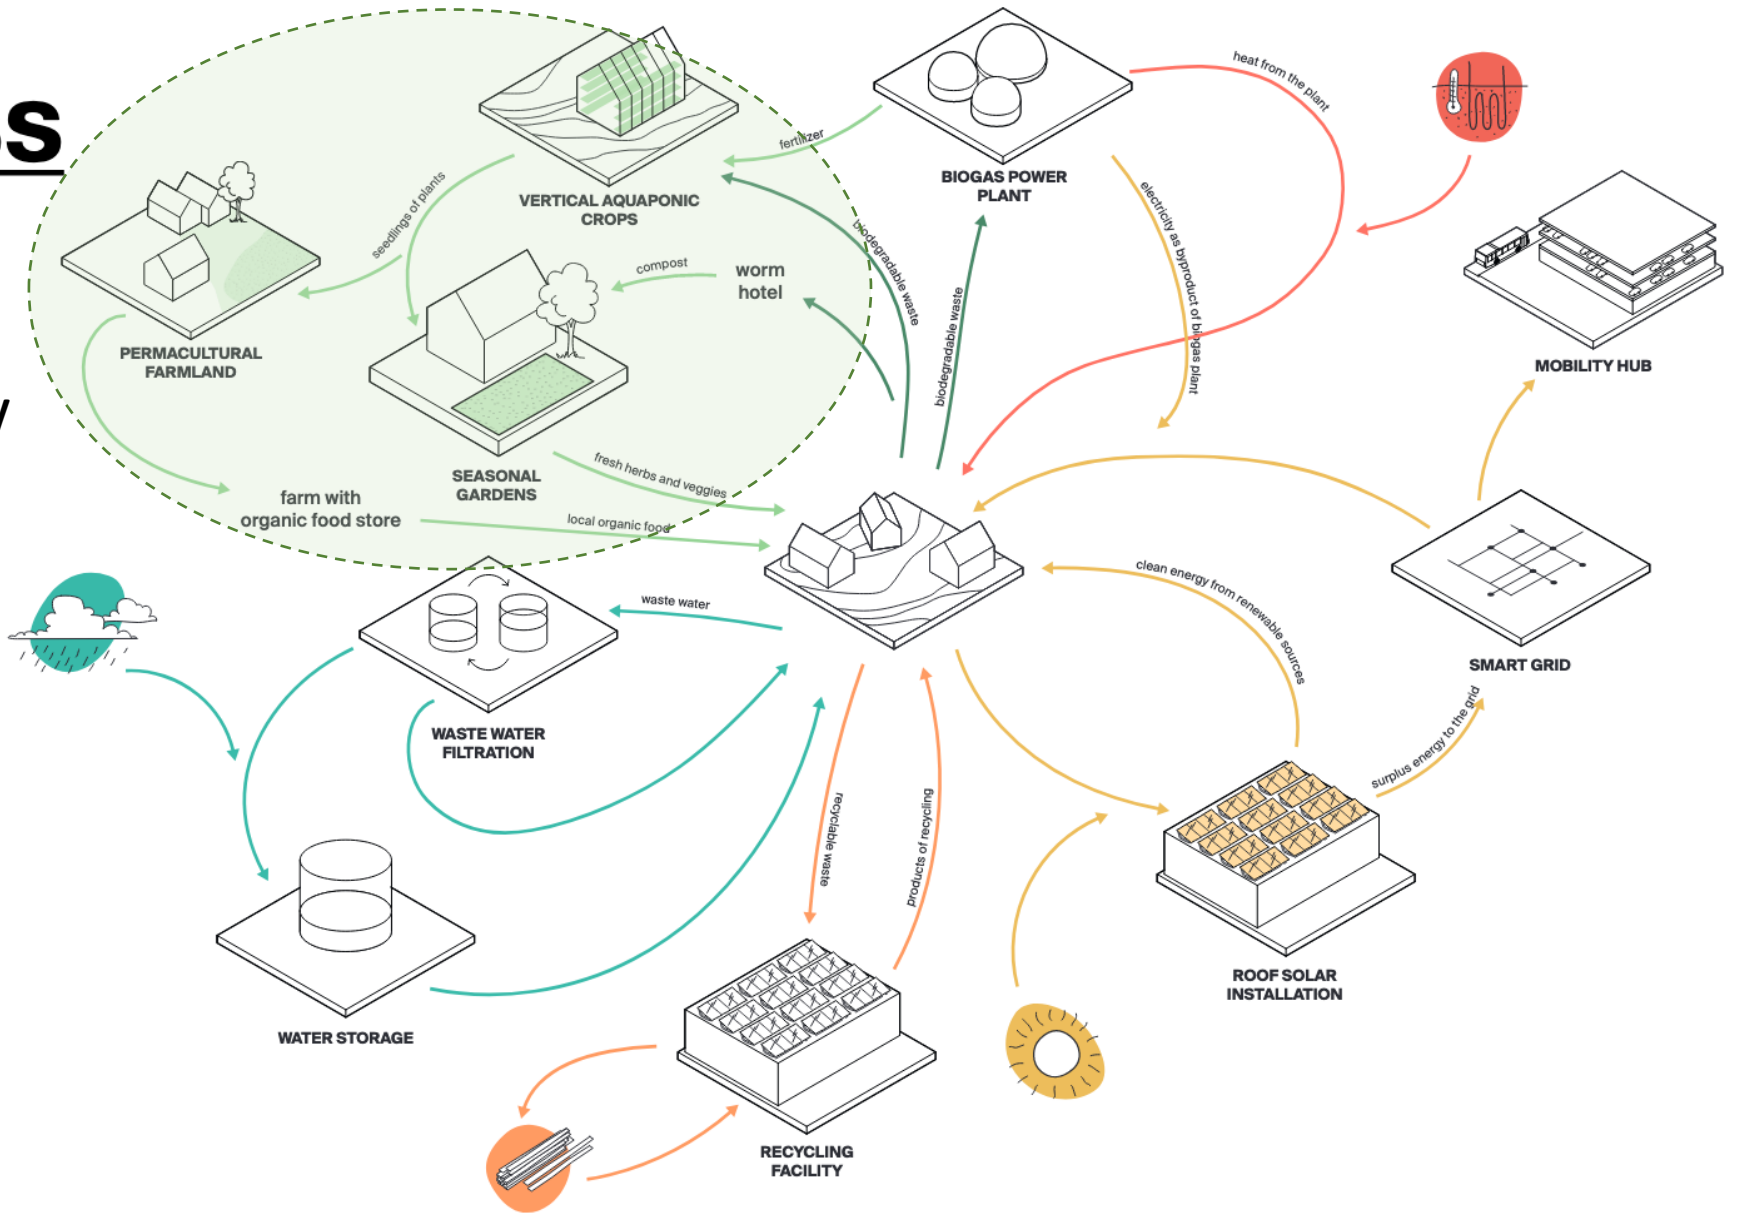 ss
y
VERTICAL AQUAPONIC
CROPS
fertilizer
BIOGAS POWER
PLANT
heat from the plant
seedlings of plants
PERMACULTURAL
FARMLAND
compost
worm
hotel
biodegradable waste
biodegradable waste
electricity as byproduct of biogas plant
MOBILITY HUB
SEASONAL
GARDENS
fresh herbs and veggies
farm with
organic food store
local organic food
waste water
WASTE WATER
FILTRATION
clean energy from renewable sources
SMART GRID
surplus energy to the grid
recyclable waste
products of recycling
ROOF SOLAR
INSTALLATION
WATER STORAGE
RECYCLING
FACILITY